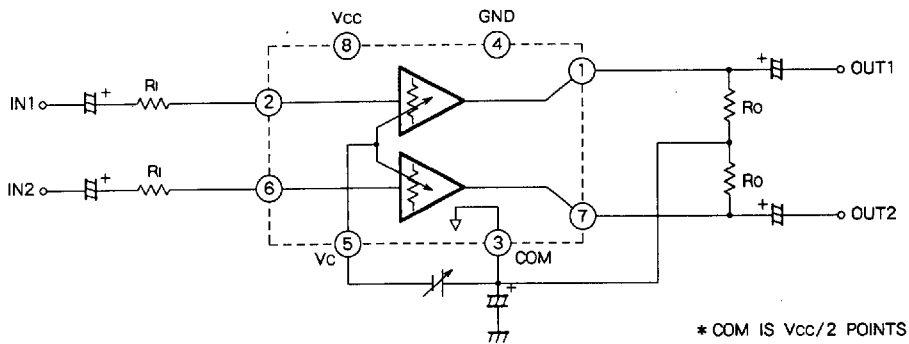 Vcc
GND
8
4
1
OUT1
IN1
RI
2
RO
IN2
RI
6
RO
7
OUT2
5
3
VC
COM
* COM IS Vcc/2 POINTS
+
+
+
+
+